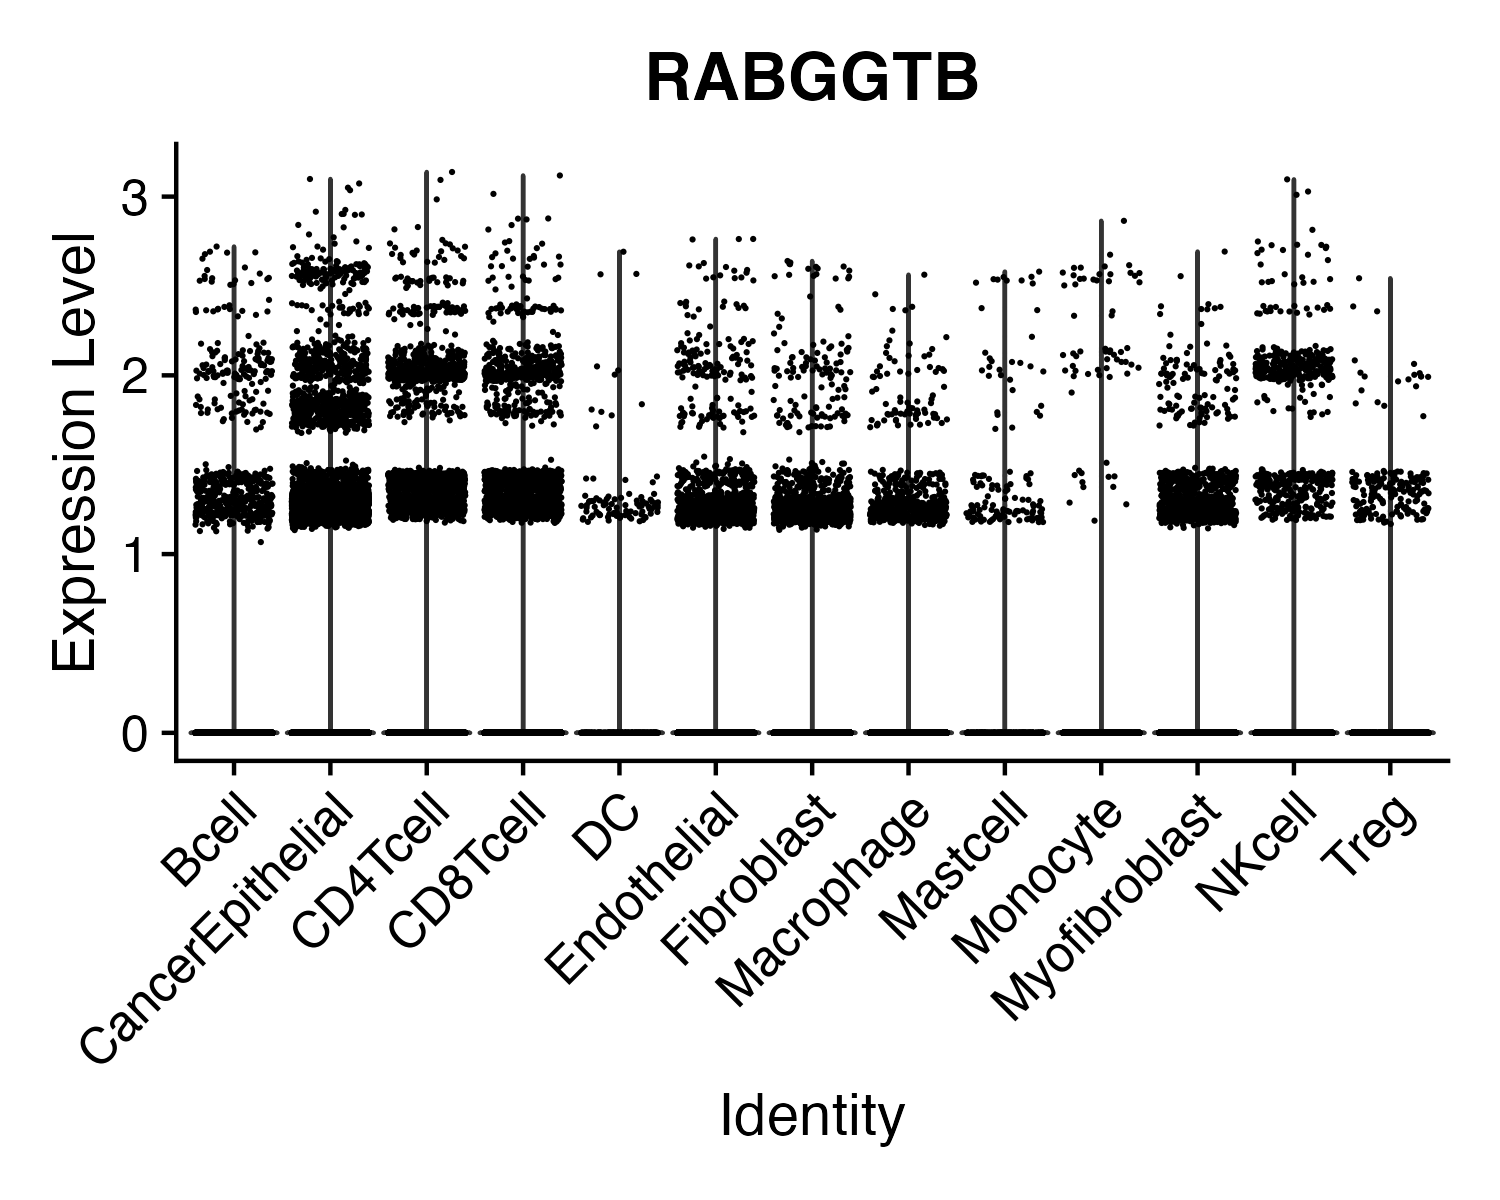 RABGGTB
Expression Level
3
2
1
0
Bcell
CancerEpithelial
CD4Tcell
CD8Tcell
DC
Endothelial
Fibroblast
Macrophage
Mastcell
Monocyte
Myofibroblast
NKcell
Treg
Identity